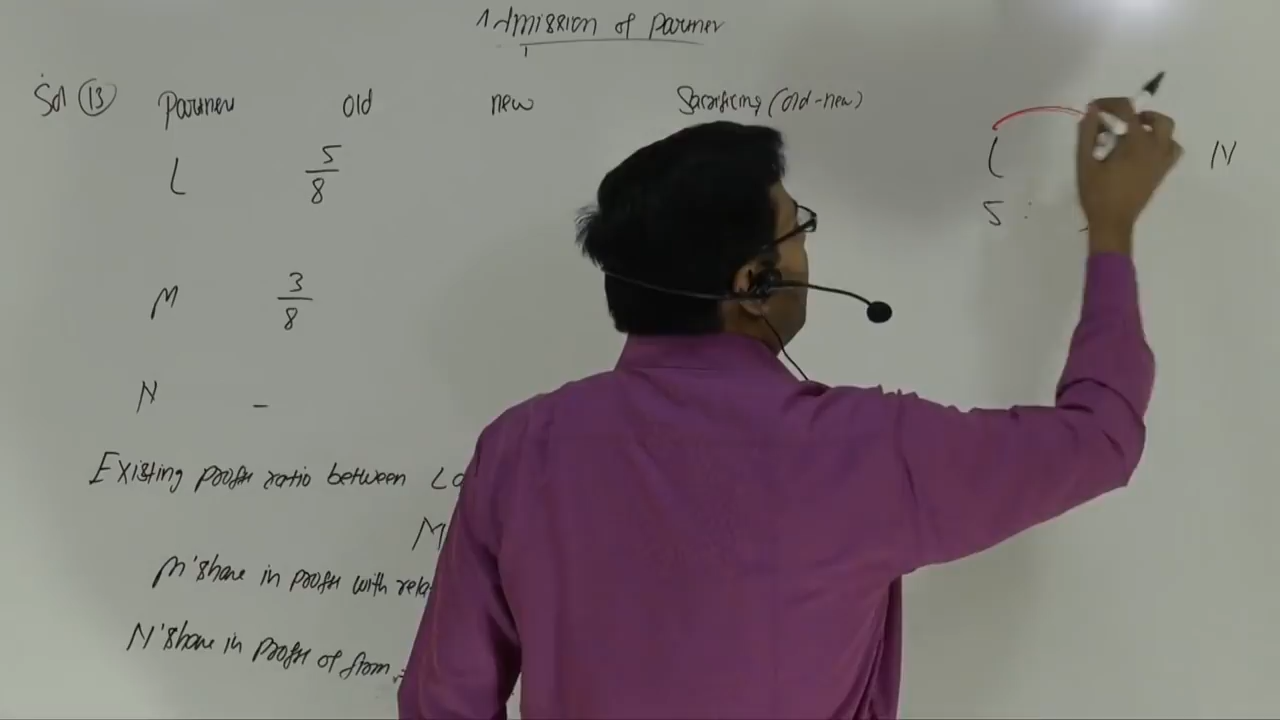 Admission of Partner
Sol (13) Partner old new Sacrificing (old-new)
L 5/8
M 3/8
N -
L N
5 :
Existing profit ratio between L
M
M's share in profit with rela
N's share in profit of firm =